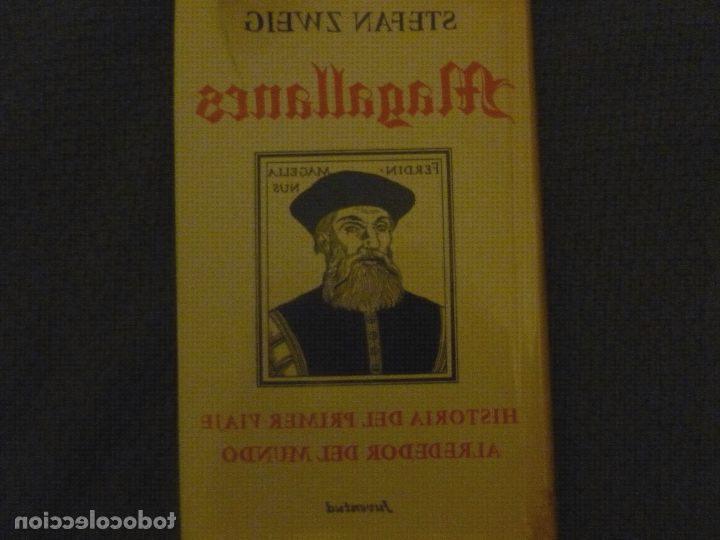 STEFAN ZWEIG
Magallanes
FERDIN· MAGELLA
NUS
HISTORIA DEL PRIMER VIAJE
ALREDEDOR DEL MUNDO
Juventud
todocoleccion